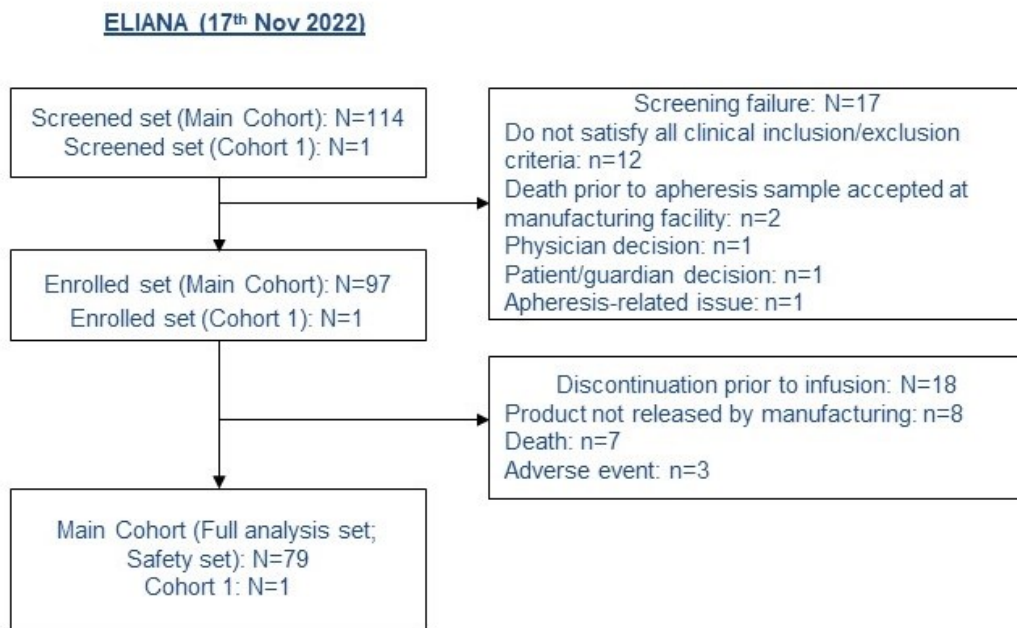 ELIANA (17th Nov 2022)
Screened set (Main Cohort): N=114
Screened set (Cohort 1): N=1
Screening failure: N=17
Do not satisfy all clinical inclusion/exclusion
criteria: n=12
Death prior to apheresis sample accepted at
manufacturing facility: n=2
Physician decision: n=1
Patient/guardian decision: n=1
Apheresis-related issue: n=1
Enrolled set (Main Cohort): N=97
Enrolled set (Cohort 1): N=1
Discontinuation prior to infusion: N=18
Product not released by manufacturing: n=8
Death: n=7
Adverse event: n=3
Main Cohort (Full analysis set;
Safety set): N=79
Cohort 1: N=1